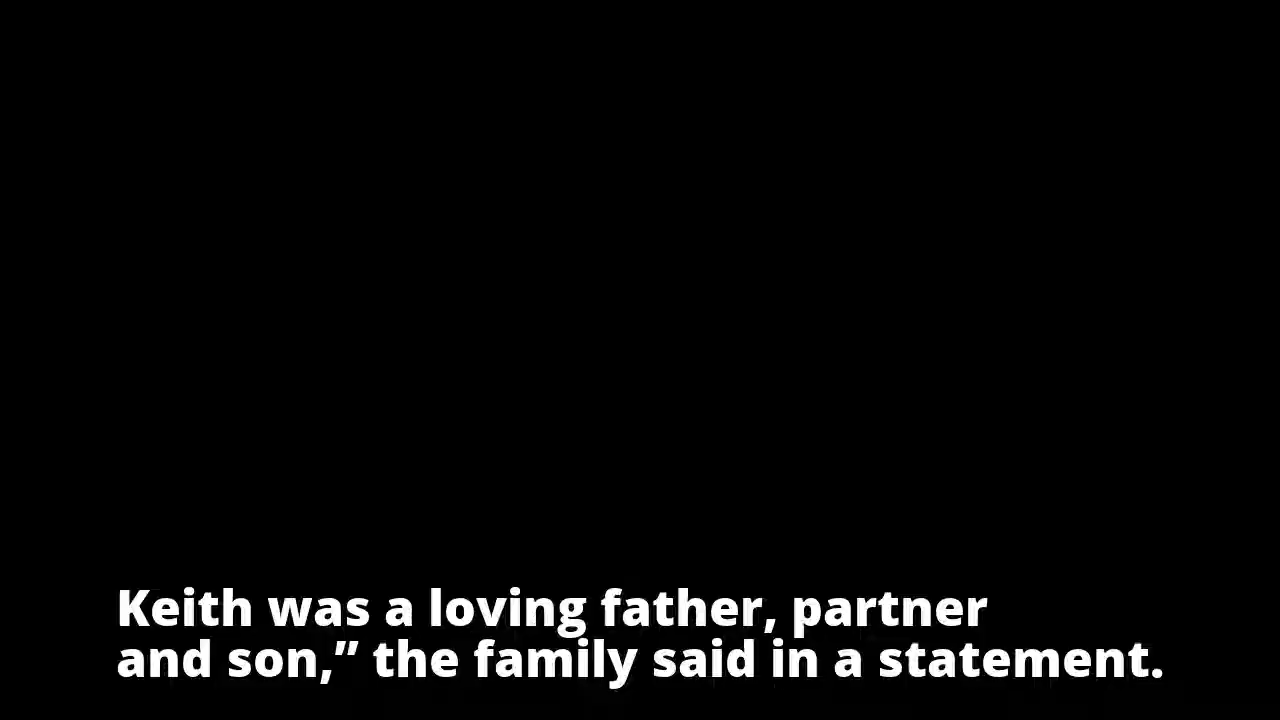 Keith was a loving father, partner
and son,” the family said in a statement.